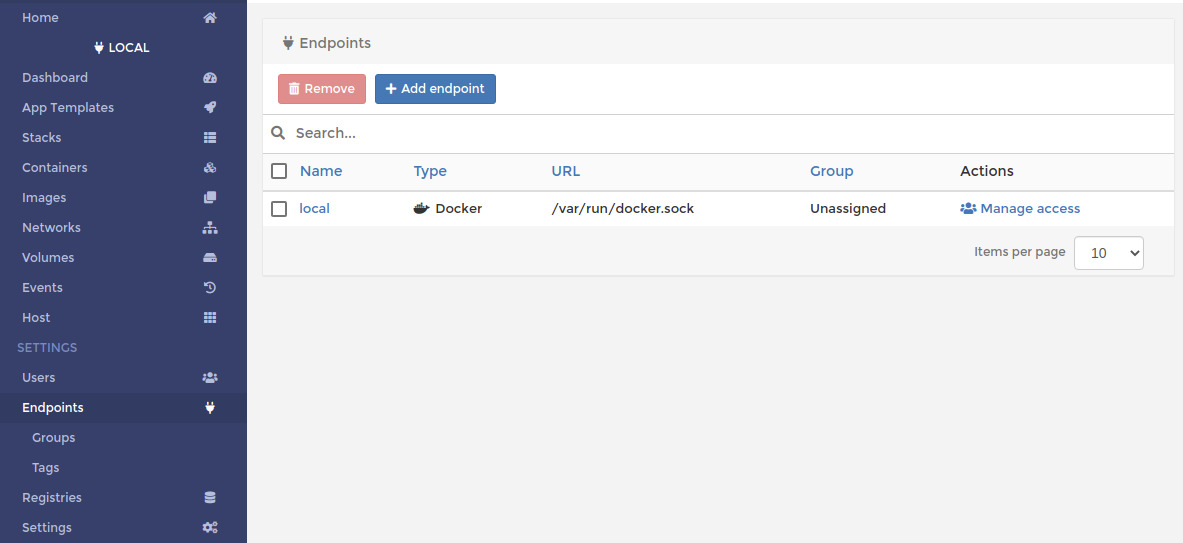 Home
LOCAL
Dashboard
App Templates
Stacks
Containers
Images
Networks
Volumes
Events
Host
SETTINGS
Users
Endpoints
Groups
Tags
Registries
Settings
Endpoints
Remove Add endpoint
Search...
Name Type URL Group Actions
local Docker /var/run/docker.sock Unassigned Manage access
Items per page 10